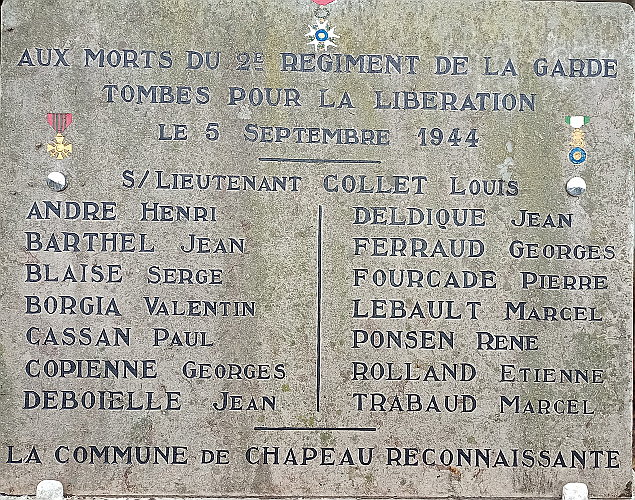 AUX MORTS DU 2E REGIMENT DE LA GARDE
TOMBES POUR LA LIBERATION
LE 5 SEPTEMBRE 1944
S/LIEUTENANT COLLET LOUIS
ANDRE HENRI
BARTHEL JEAN
BLAISE SERGE
BORGIA VALENTIN
CASSAN PAUL
COPIENNE GEORGES
DEBOIELLE JEAN
DELDIQUE JEAN
FERRAUD GEORGES
FOURCADE PIERRE
LEBAULT MARCEL
PONSEN RENE
ROLLAND ETIENNE
TRABAUD MARCEL
LA COMMUNE DE CHAPEAU RECONNAISSANTE